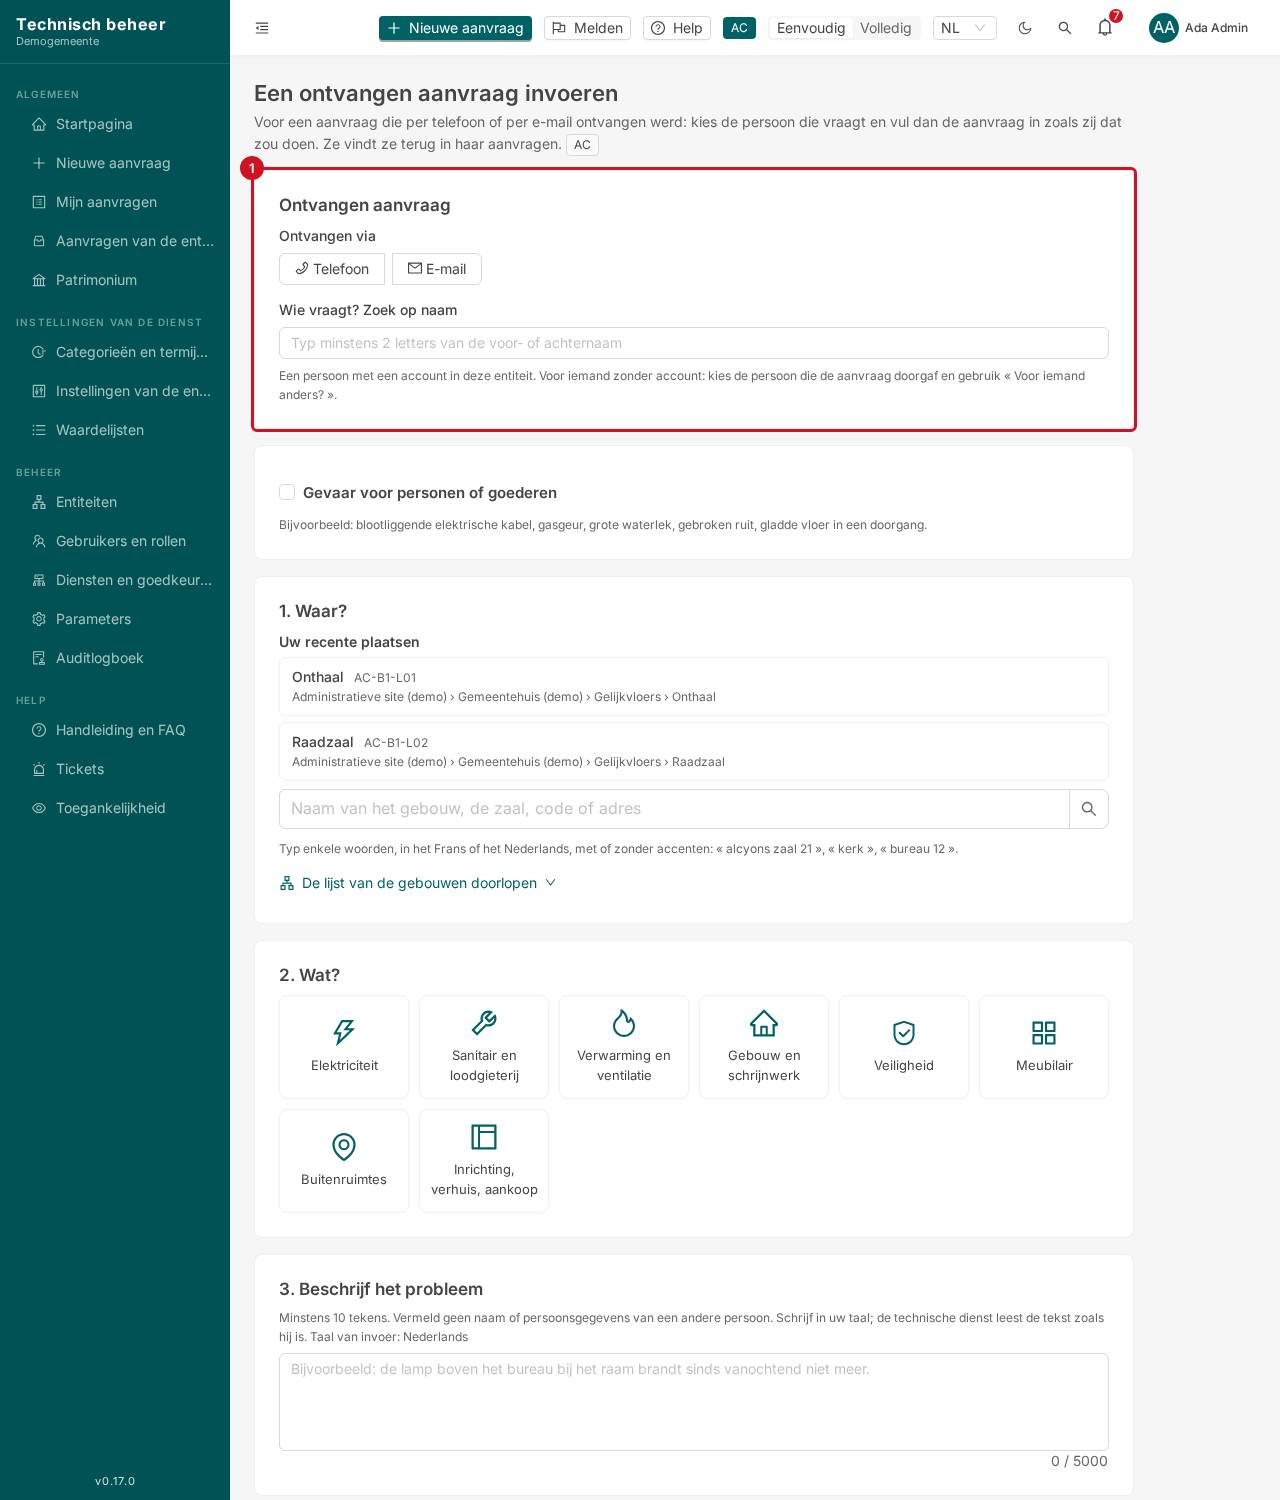 Technisch beheer
Demogemeente
ALGEMEEN
Startpagina
Nieuwe aanvraag
Mijn aanvragen
Aanvragen van de ent...
Patrimonium
INSTELLINGEN VAN DE DIENST
Categorieën en termij...
Instellingen van de en...
Waardelijsten
BEHEER
Entiteiten
Gebruikers en rollen
Diensten en goedkeur...
Parameters
Auditlogboek
HELP
Handleiding en FAQ
Tickets
Toegankelijkheid
v0.17.0
Nieuwe aanvraag Melden Help AC Eenvoudig Volledig NL 7 AA Ada Admin
Een ontvangen aanvraag invoeren
Voor een aanvraag die per telefoon of per e-mail ontvangen werd: kies de persoon die vraagt en vul dan de aanvraag in zoals zij dat
zou doen. Ze vindt ze terug in haar aanvragen. AC
1
Ontvangen aanvraag
Ontvangen via
Telefoon E-mail
Wie vraagt? Zoek op naam
Typ minstens 2 letters van de voor- of achternaam
Een persoon met een account in deze entiteit. Voor iemand zonder account: kies de persoon die de aanvraag doorgaf en gebruik « Voor iemand
anders? ».
Gevaar voor personen of goederen
Bijvoorbeeld: blootliggende elektrische kabel, gasgeur, grote waterlek, gebroken ruit, gladde vloer in een doorgang.
1. Waar?
Uw recente plaatsen
Onthaal AC-B1-L01
Administratieve site (demo) › Gemeentehuis (demo) › Gelijkvloers › Onthaal
Raadzaal AC-B1-L02
Administratieve site (demo) › Gemeentehuis (demo) › Gelijkvloers › Raadzaal
Naam van het gebouw, de zaal, code of adres
Typ enkele woorden, in het Frans of het Nederlands, met of zonder accenten: « alcyons zaal 21 », « kerk », « bureau 12 ».
De lijst van de gebouwen doorlopen
2. Wat?
Elektriciteit
Sanitair en
loodgieterij
Verwarming en
ventilatie
Gebouw en
schrijnwerk
Veiligheid
Meubilair
Buitenruimtes
Inrichting,
verhuis, aankoop
3. Beschrijf het probleem
Minstens 10 tekens. Vermeld geen naam of persoonsgegevens van een andere persoon. Schrijf in uw taal; de technische dienst leest de tekst zoals
hij is. Taal van invoer: Nederlands
Bijvoorbeeld: de lamp boven het bureau bij het raam brandt sinds vanochtend niet meer.
0 / 5000